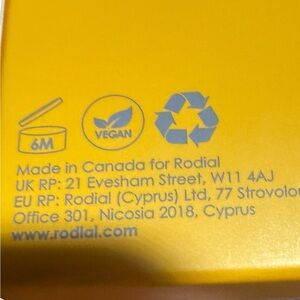 6M
VEGAN
Made in Canada for Rodial
UK RP: 21 Evesham Street, W11 4AJ
EU RP: Rodial (Cyprus) Ltd, 77 Strovolou
Office 301, Nicosia 2018, Cyprus
www.rodial.com